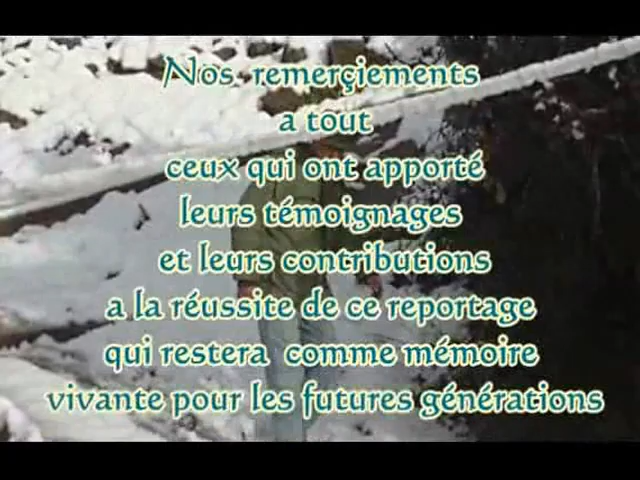 Nos remerçiements
a tout
ceux qui ont apporté
leurs témoignages
et leurs contributions
a la réussite de ce reportage
qui restera comme mémoire
vivante pour les futures générations